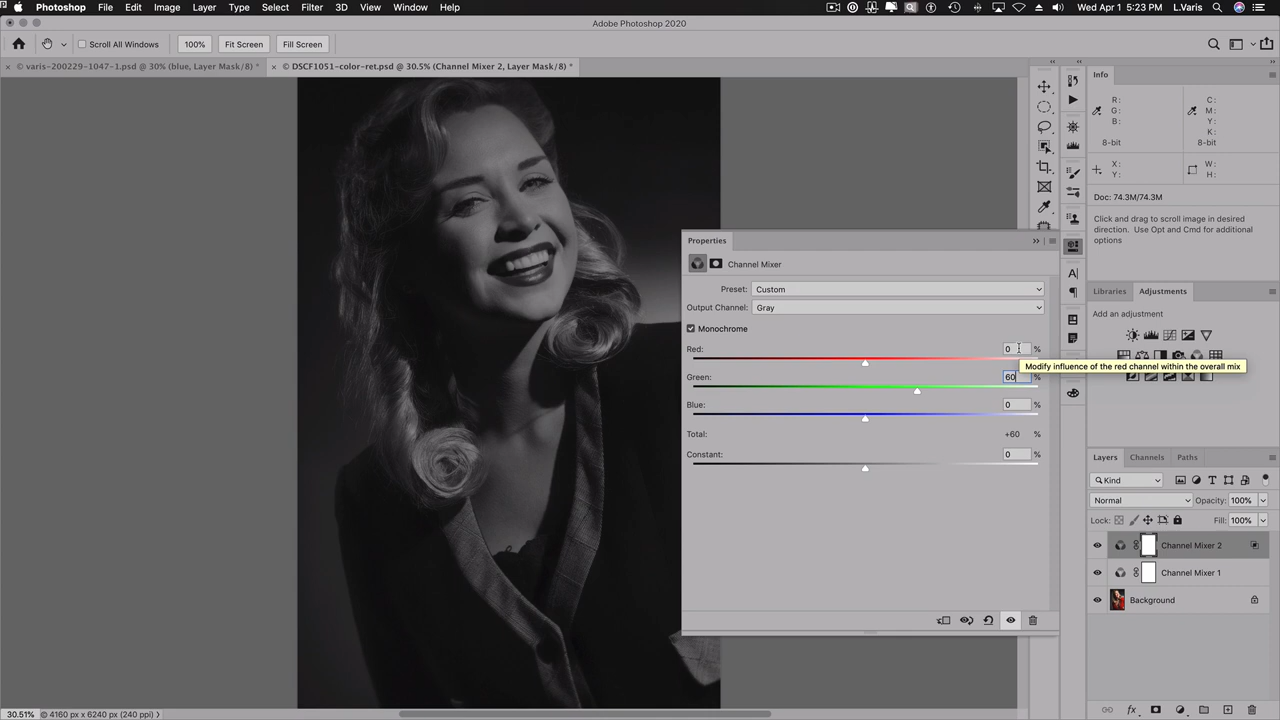 Photoshop File Edit Image Layer Type Select Filter 3D View Window Help Wed Apr 1 5:23 PM L.Varis
Adobe Photoshop 2020
Scroll All Windows 100% Fit Screen Fill Screen
× © varis-200229-1047-1.psd @ 30% (blue, Layer Mask/8) * × © DSCF1051-color-ret.psd @ 30.5% (Channel Mixer 2, Layer Mask/8) *
Info
R: C:
G: M:
B: Y:
K:
8-bit 8-bit
X: W:
Y: H:
Doc: 74.3M/74.3M
Click and drag to scroll image in desired
direction. Use Opt and Cmd for additional
options
Properties
Channel Mixer
Preset: Custom
Output Channel: Gray
Monochrome
Red: 0 %
Modify influence of the red channel within the overall mix
Green: 60 %
Blue: 0 %
Total: +60 %
Constant: 0 %
Libraries Adjustments
Add an adjustment
Layers Channels Paths
Kind
Normal Opacity: 100%
Lock: Fill: 100%
Channel Mixer 2
Channel Mixer 1
Background
30.51% © 4160 px x 6240 px (240 ppi)